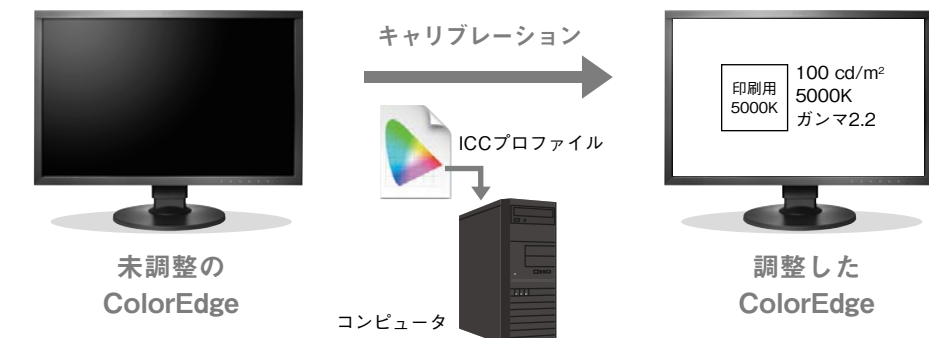 キャリブレーション
ICCプロファイル
コンピュータ
未調整の
ColorEdge
印刷用
5000K
100 cd/m²
5000K
ガンマ2.2
調整した
ColorEdge